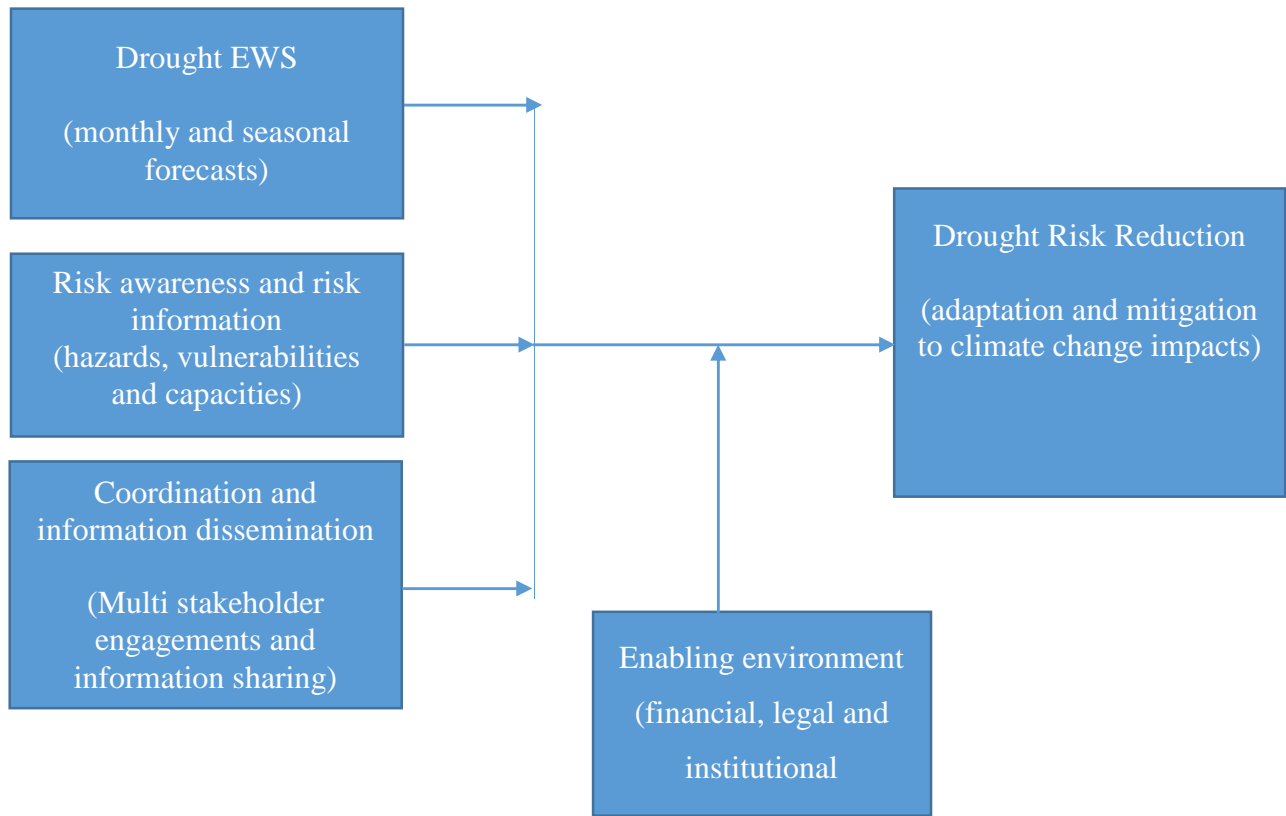 Drought EWS
(monthly and seasonal
forecasts)
Risk awareness and risk
information
(hazards, vulnerabilities
and capacities)
Coordination and
information dissemination
(Multi stakeholder
engagements and
information sharing)
Drought Risk Reduction
(adaptation and mitigation
to climate change impacts)
Enabling environment
(financial, legal and
institutional